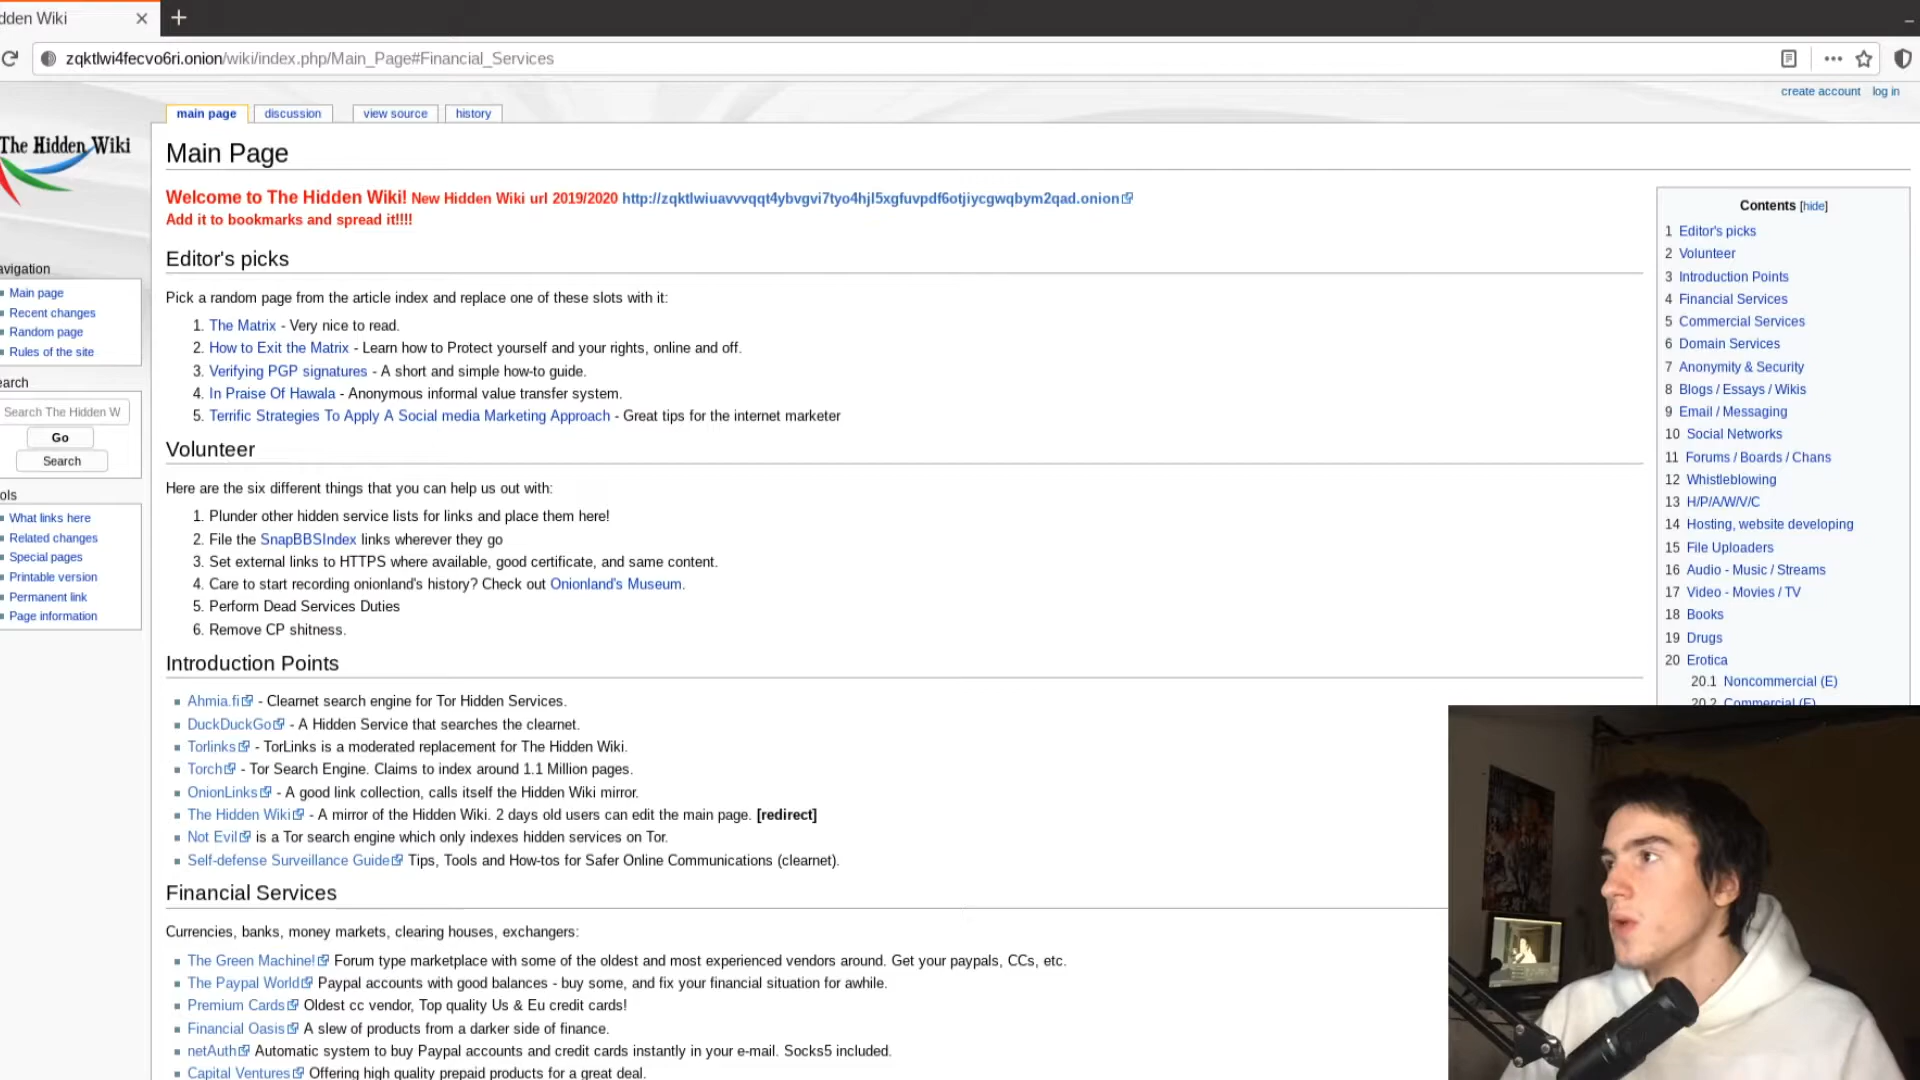 dden Wiki
zqktlwi4fecvo6ri.onion/wiki/index.php/Main_Page#Financial_Services
create account log in
main page discussion view source history
The Hidden Wiki
Main Page
Welcome to The Hidden Wiki! New Hidden Wiki url 2019/2020 http://zqktlwiuavvvqqt4ybvgvi7tyo4hjl5xgfuvpdf6otjiycgwqbym2qad.onion
Add it to bookmarks and spread it!!!!
avigation
Main page
Recent changes
Random page
Rules of the site
earch
Search The Hidden W
Go
Search
ols
What links here
Related changes
Special pages
Printable version
Permanent link
Page information
Editor's picks
Pick a random page from the article index and replace one of these slots with it:
1. The Matrix - Very nice to read.
2. How to Exit the Matrix - Learn how to Protect yourself and your rights, online and off.
3. Verifying PGP signatures - A short and simple how-to guide.
4. In Praise Of Hawala - Anonymous informal value transfer system.
5. Terrific Strategies To Apply A Social media Marketing Approach - Great tips for the internet marketer
Volunteer
Here are the six different things that you can help us out with:
1. Plunder other hidden service lists for links and place them here!
2. File the SnapBBSIndex links wherever they go
3. Set external links to HTTPS where available, good certificate, and same content.
4. Care to start recording onionland's history? Check out Onionland's Museum.
5. Perform Dead Services Duties
6. Remove CP shitness.
Introduction Points
Ahmia.fi - Clearnet search engine for Tor Hidden Services.
DuckDuckGo - A Hidden Service that searches the clearnet.
Torlinks - TorLinks is a moderated replacement for The Hidden Wiki.
Torch - Tor Search Engine. Claims to index around 1.1 Million pages.
OnionLinks - A good link collection, calls itself the Hidden Wiki mirror.
The Hidden Wiki - A mirror of the Hidden Wiki. 2 days old users can edit the main page. [redirect]
Not Evil is a Tor search engine which only indexes hidden services on Tor.
Self-defense Surveillance Guide Tips, Tools and How-tos for Safer Online Communications (clearnet).
Financial Services
Currencies, banks, money markets, clearing houses, exchangers:
The Green Machine! Forum type marketplace with some of the oldest and most experienced vendors around. Get your paypals, CCs, etc.
The Paypal World Paypal accounts with good balances - buy some, and fix your financial situation for awhile.
Premium Cards Oldest cc vendor, Top quality Us & Eu credit cards!
Financial Oasis A slew of products from a darker side of finance.
netAuth Automatic system to buy Paypal accounts and credit cards instantly in your e-mail. Socks5 included.
Capital Ventures Offering high quality prepaid products for a great deal.
Contents [hide]
1 Editor's picks
2 Volunteer
3 Introduction Points
4 Financial Services
5 Commercial Services
6 Domain Services
7 Anonymity & Security
8 Blogs / Essays / Wikis
9 Email / Messaging
10 Social Networks
11 Forums / Boards / Chans
12 Whistleblowing
13 H/P/A/W/V/C
14 Hosting, website developing
15 File Uploaders
16 Audio - Music / Streams
17 Video - Movies / TV
18 Books
19 Drugs
20 Erotica
20.1 Noncommercial (E)
20.2 Commercial (E)